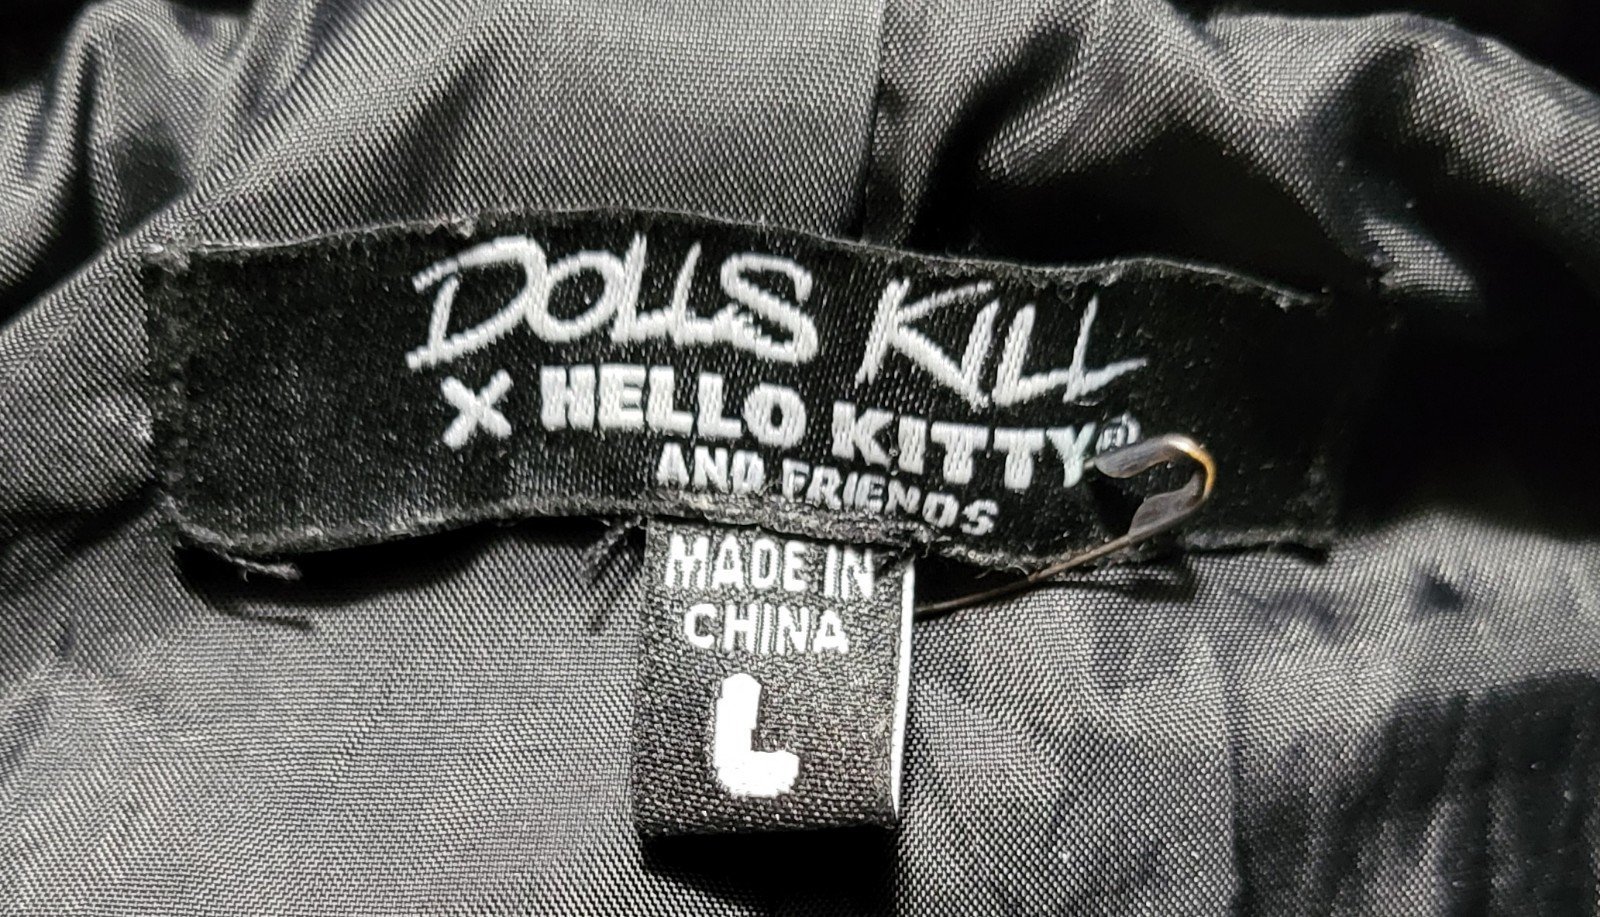 DOLLS KILL
X HELLO KITTY®
AND FRIENDS
MADE IN
CHINA
L